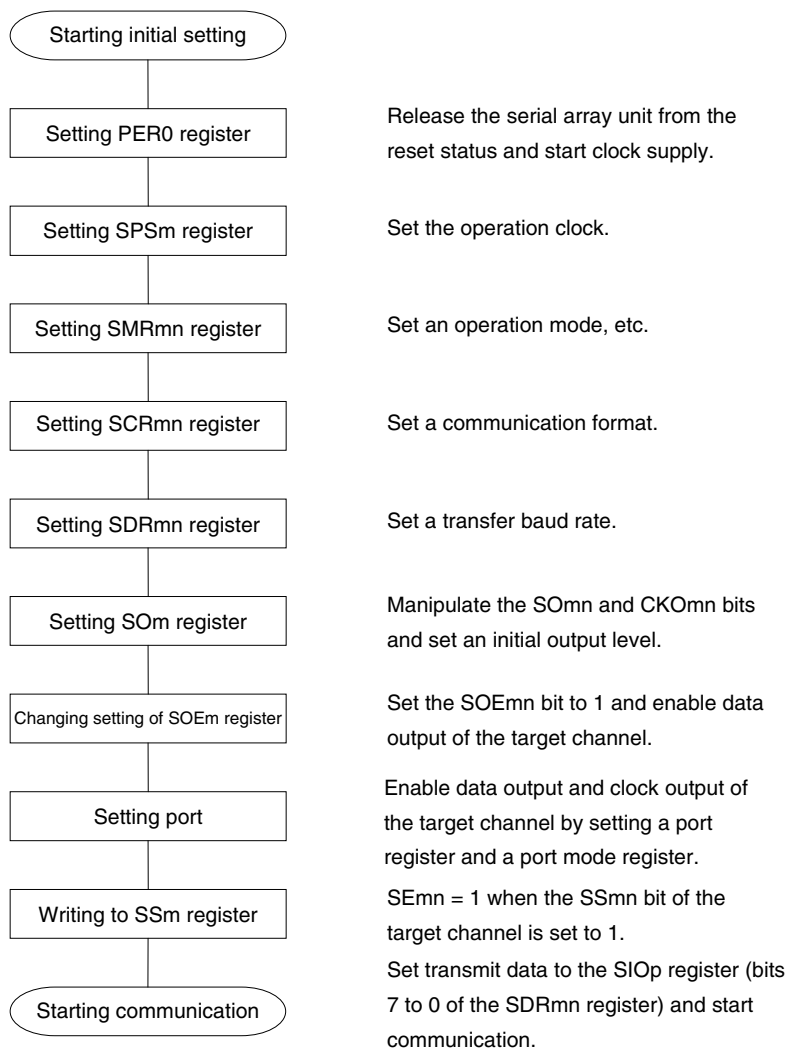 Starting initial setting
Setting PER0 register
Release the serial array unit from the
reset status and start clock supply.
Setting SPSm register
Set the operation clock.
Setting SMRmn register
Set an operation mode, etc.
Setting SCRmn register
Set a communication format.
Setting SDRmn register
Set a transfer baud rate.
Setting SOm register
Manipulate the SOmn and CKOmn bits
and set an initial output level.
Changing setting of SOEm register
Set the SOEmn bit to 1 and enable data
output of the target channel.
Setting port
Enable data output and clock output of
the target channel by setting a port
register and a port mode register.
Writing to SSm register
SEmn = 1 when the SSmn bit of the
target channel is set to 1.
Starting communication
Set transmit data to the SIOp register (bits
7 to 0 of the SDRmn register) and start
communication.